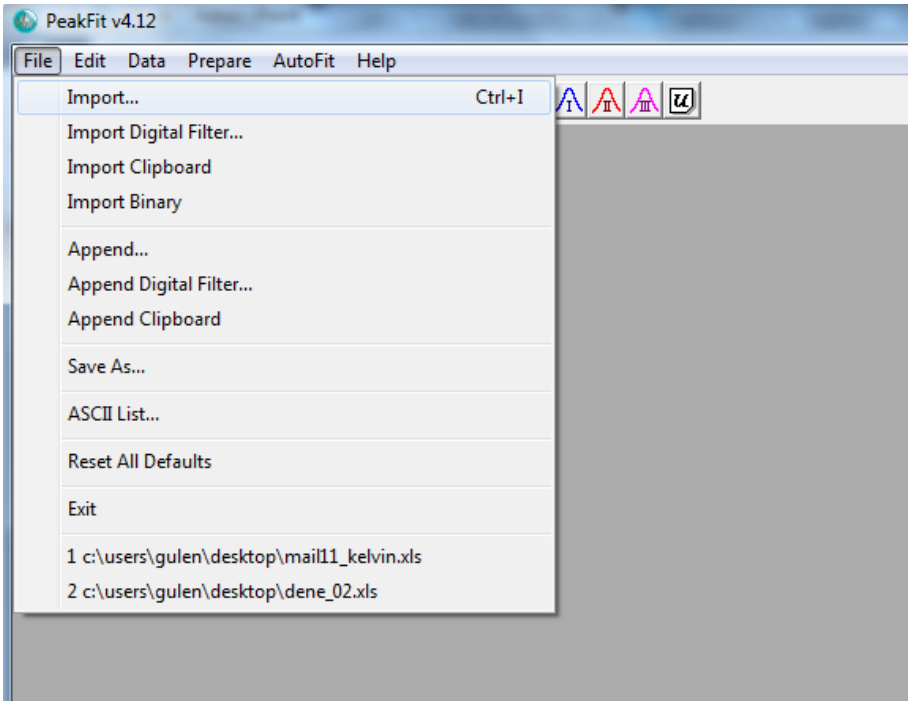 PeakFit v4.12
File Edit Data Prepare AutoFit Help
Import... Ctrl+I
I II III u
Import Digital Filter...
Import Clipboard
Import Binary
Append...
Append Digital Filter...
Append Clipboard
Save As...
ASCII List...
Reset All Defaults
Exit
1 c:\users\gulen\desktop\mail11_kelvin.xls
2 c:\users\gulen\desktop\dene_02.xls